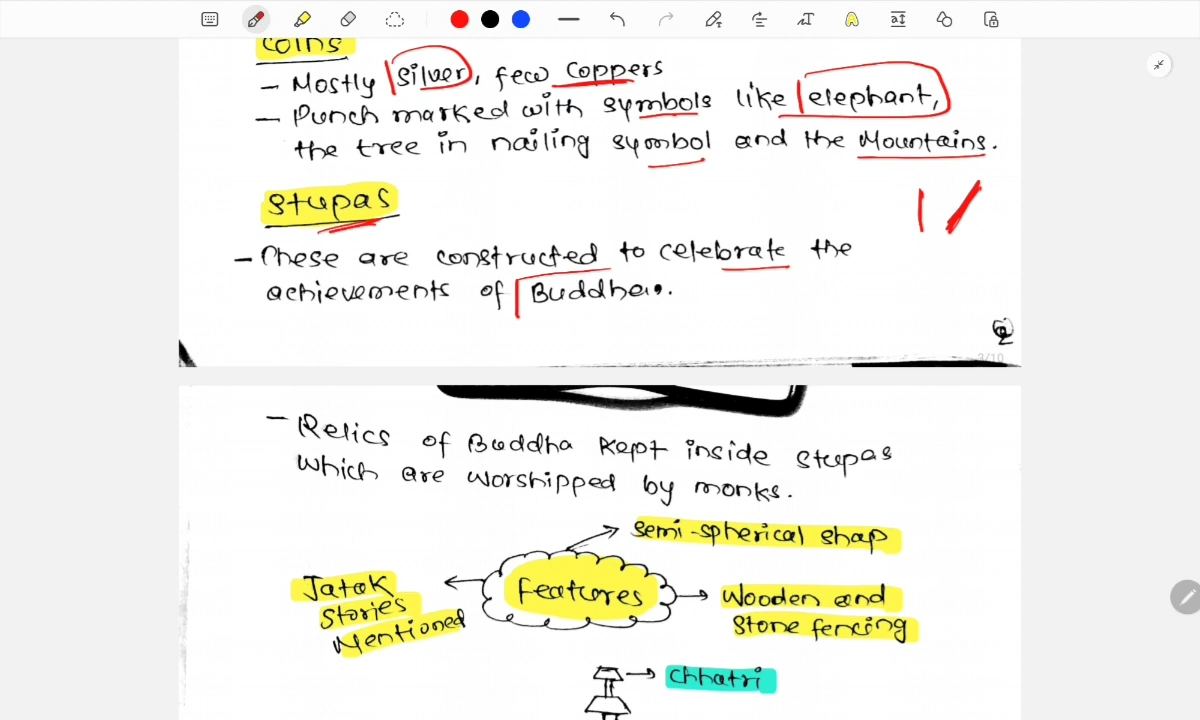 Coins
- Mostly silver, few coppers
- Punch marked with symbols like elephant,
the tree in nailing symbol and the Mountains.
Stupas
- These are constructed to celebrate the
achievements of Buddha.
3/10
- Relics of Buddha kept inside stupas
which are worshipped by monks.
semi-spherical shap
Features
Jatak
Stories
Mentioned
Wooden and
Stone fencing
Chhatri